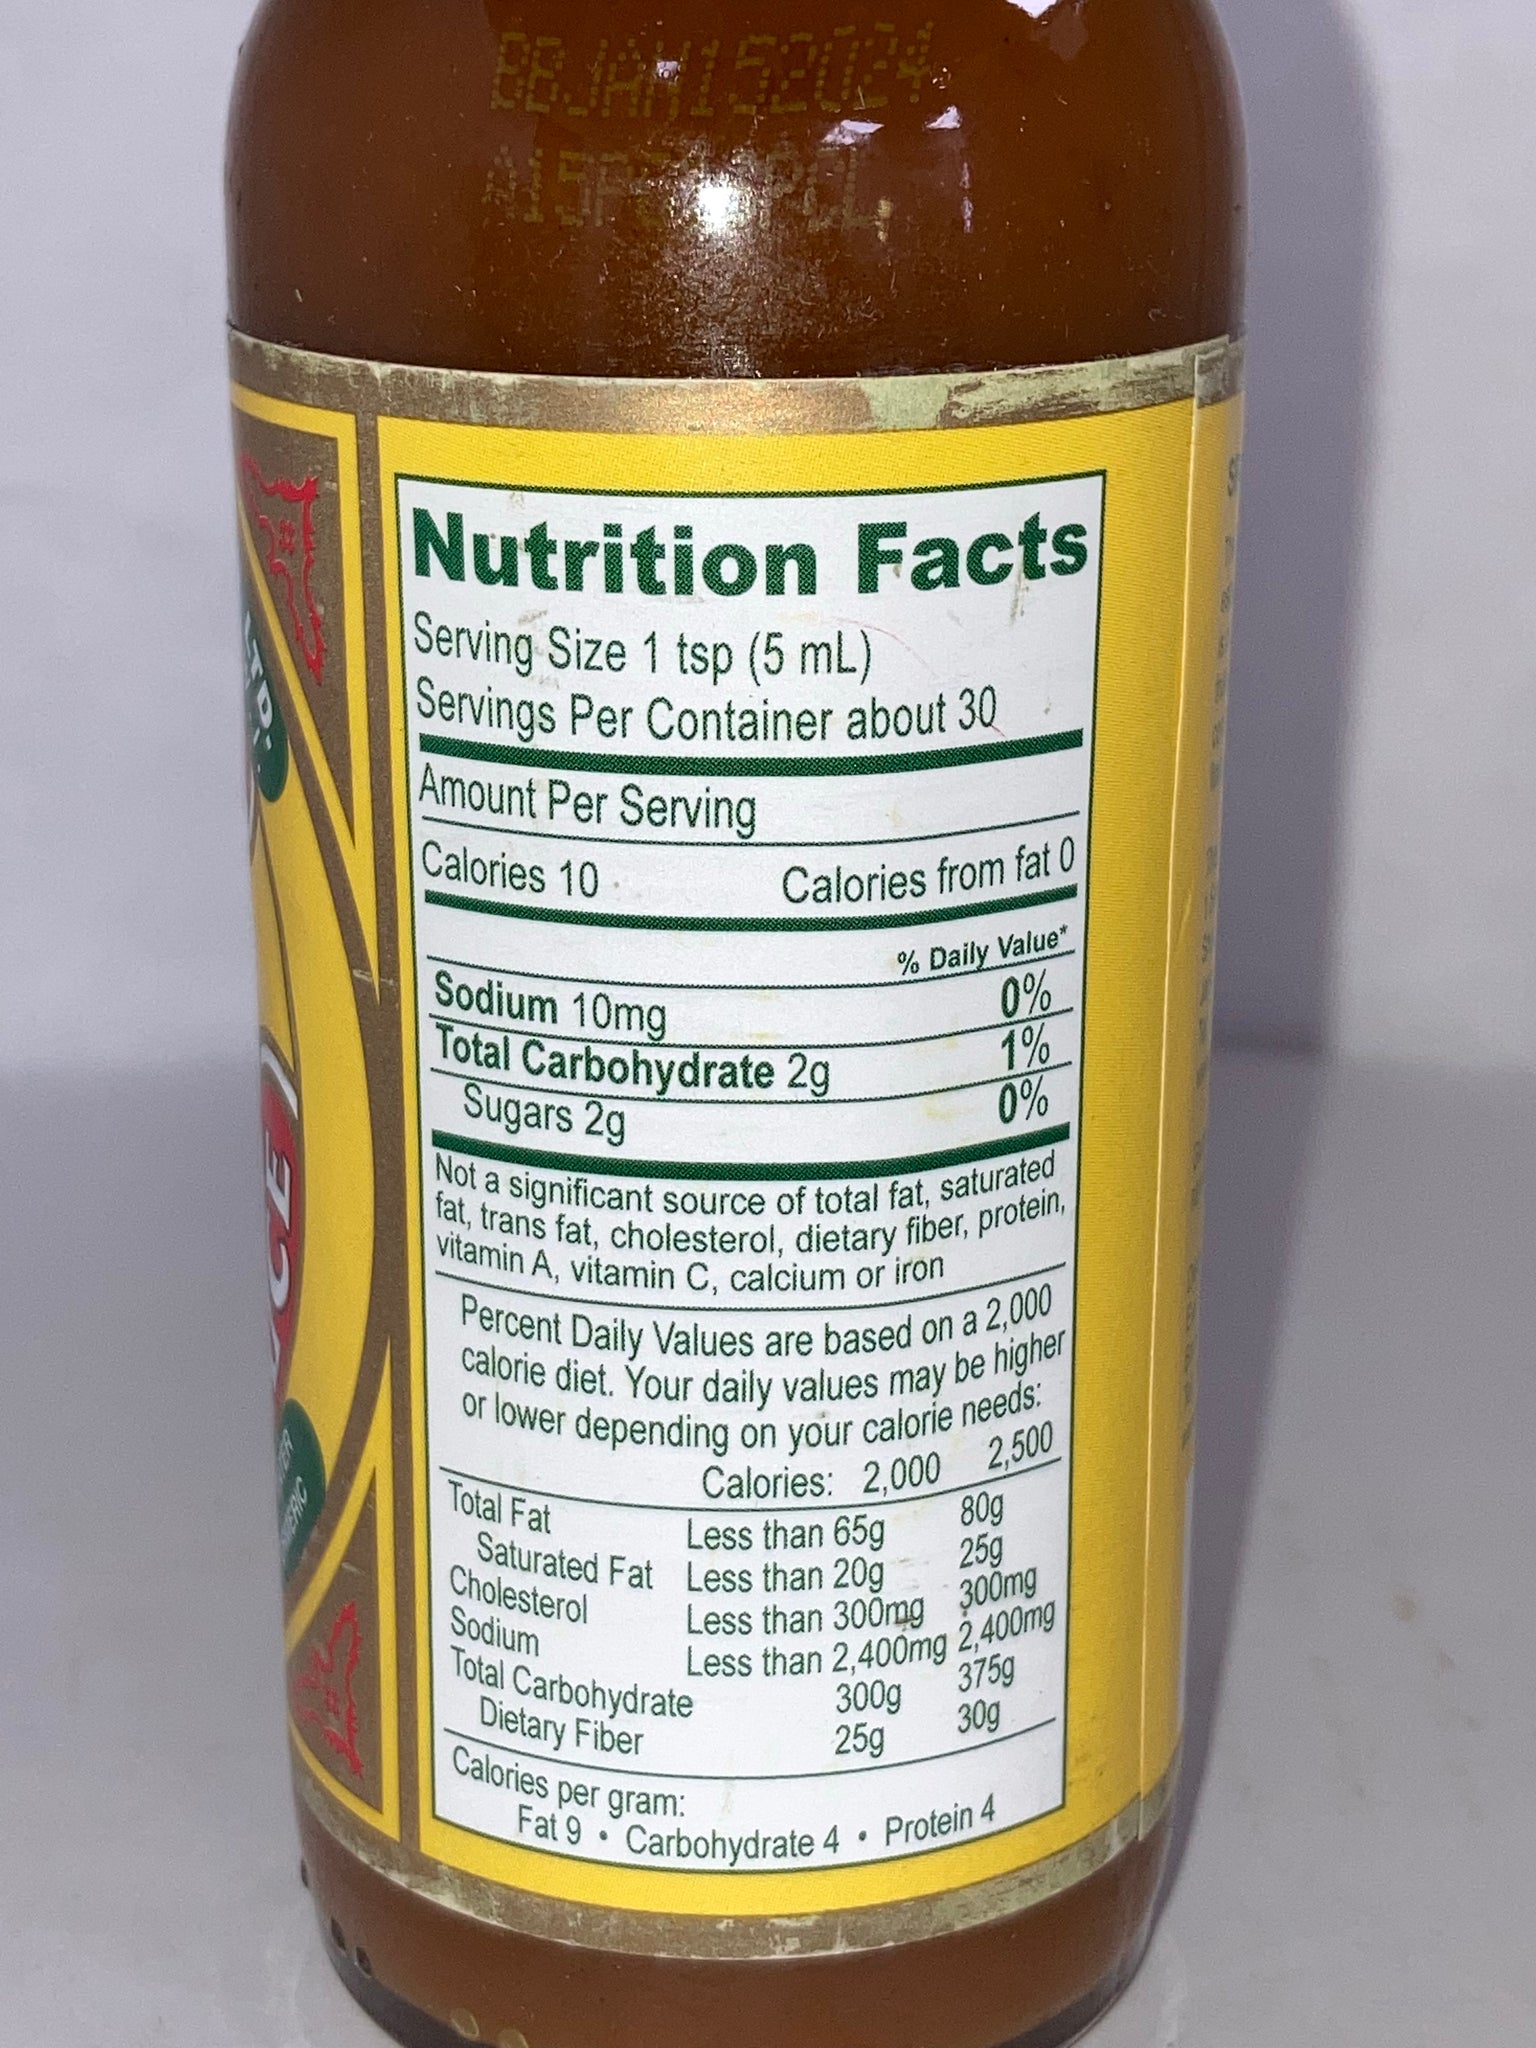 BBJAN152024
Nutrition Facts
Serving Size 1 tsp (5 mL)
Servings Per Container about 30
Amount Per Serving
Calories 10 Calories from fat 0
% Daily Value*
Sodium 10mg 0%
Total Carbohydrate 2g 1%
Sugars 2g 0%
Not a significant source of total fat, saturated
fat, trans fat, cholesterol, dietary fiber, protein,
vitamin A, vitamin C, calcium or iron
Percent Daily Values are based on a 2,000
calorie diet. Your daily values may be higher
or lower depending on your calorie needs:
Calories: 2,000 2,500
Total Fat Less than 65g 80g
Saturated Fat Less than 20g 25g
Cholesterol Less than 300mg 300mg
Sodium Less than 2,400mg 2,400mg
Total Carbohydrate 300g 375g
Dietary Fiber 25g 30g
Calories per gram:
Fat 9 • Carbohydrate 4 • Protein 4
LTD.